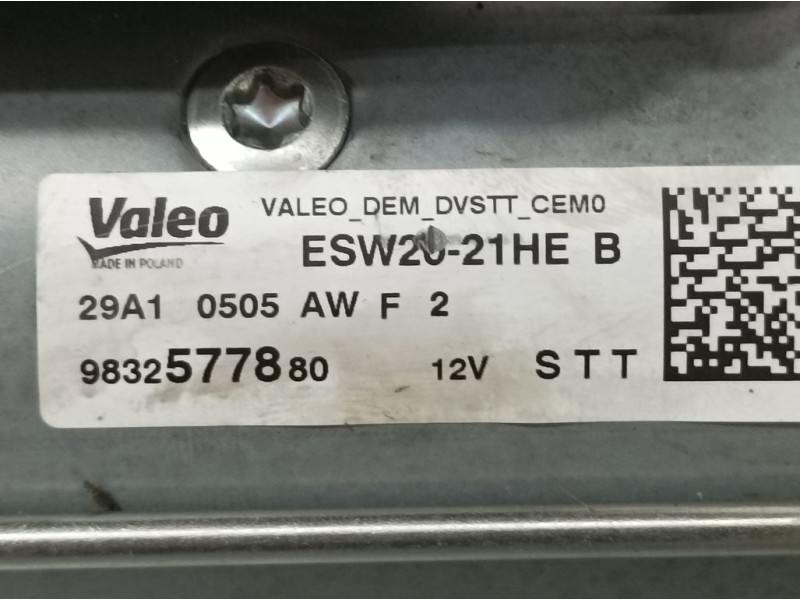 Valeo
MADE IN POLAND
VALEO_DEM_DVSTT_CEM0
ESW20-21HE B
29A1 0505 AW F 2
9832577880 12V STT